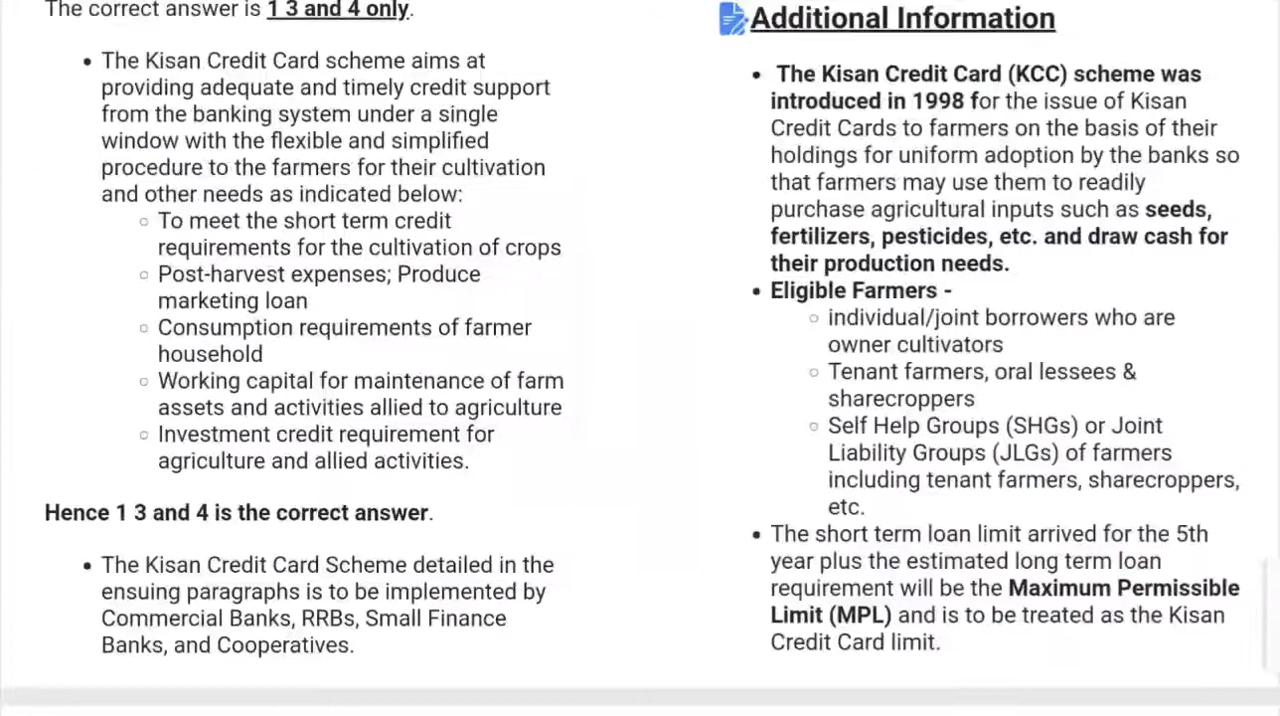 The correct answer is 1 3 and 4 only.
• The Kisan Credit Card scheme aims at
providing adequate and timely credit support
from the banking system under a single
window with the flexible and simplified
procedure to the farmers for their cultivation
and other needs as indicated below:
○ To meet the short term credit
requirements for the cultivation of crops
○ Post-harvest expenses; Produce
marketing loan
○ Consumption requirements of farmer
household
○ Working capital for maintenance of farm
assets and activities allied to agriculture
○ Investment credit requirement for
agriculture and allied activities.
Hence 1 3 and 4 is the correct answer.
• The Kisan Credit Card Scheme detailed in the
ensuing paragraphs is to be implemented by
Commercial Banks, RRBs, Small Finance
Banks, and Cooperatives.
Additional Information
• The Kisan Credit Card (KCC) scheme was
introduced in 1998 for the issue of Kisan
Credit Cards to farmers on the basis of their
holdings for uniform adoption by the banks so
that farmers may use them to readily
purchase agricultural inputs such as seeds,
fertilizers, pesticides, etc. and draw cash for
their production needs.
• Eligible Farmers -
○ individual/joint borrowers who are
owner cultivators
○ Tenant farmers, oral lessees &
sharecroppers
○ Self Help Groups (SHGs) or Joint
Liability Groups (JLGs) of farmers
including tenant farmers, sharecroppers,
etc.
• The short term loan limit arrived for the 5th
year plus the estimated long term loan
requirement will be the Maximum Permissible
Limit (MPL) and is to be treated as the Kisan
Credit Card limit.